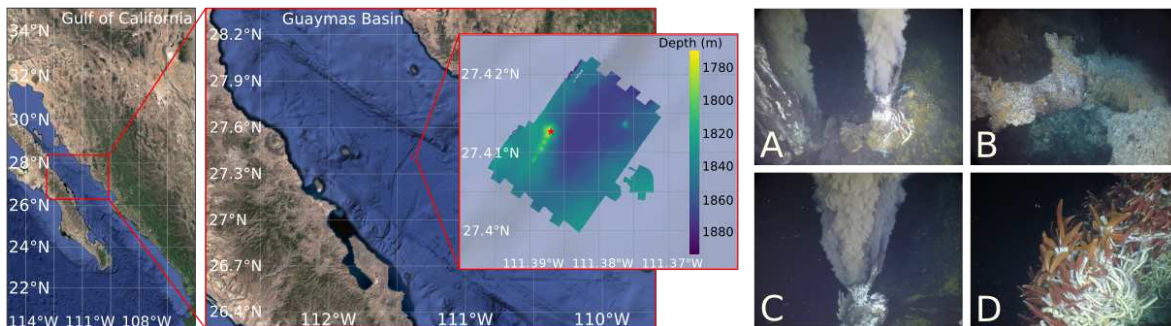 Gulf of California
34°N
32°N
30°N
28°N
26°N
24°N
22°N
114°W 111°W 108°W
Guaymas Basin
28.2°N
27.9°N
27.6°N
27.3°N
27°N
26.7°N
26.4°N
112°W 111°W 110°W
Depth (m)
1780
1800
1820
1840
1860
1880
27.42°N
27.41°N
27.4°N
111.39°W 111.38°W 111.37°W
A
B
C
D